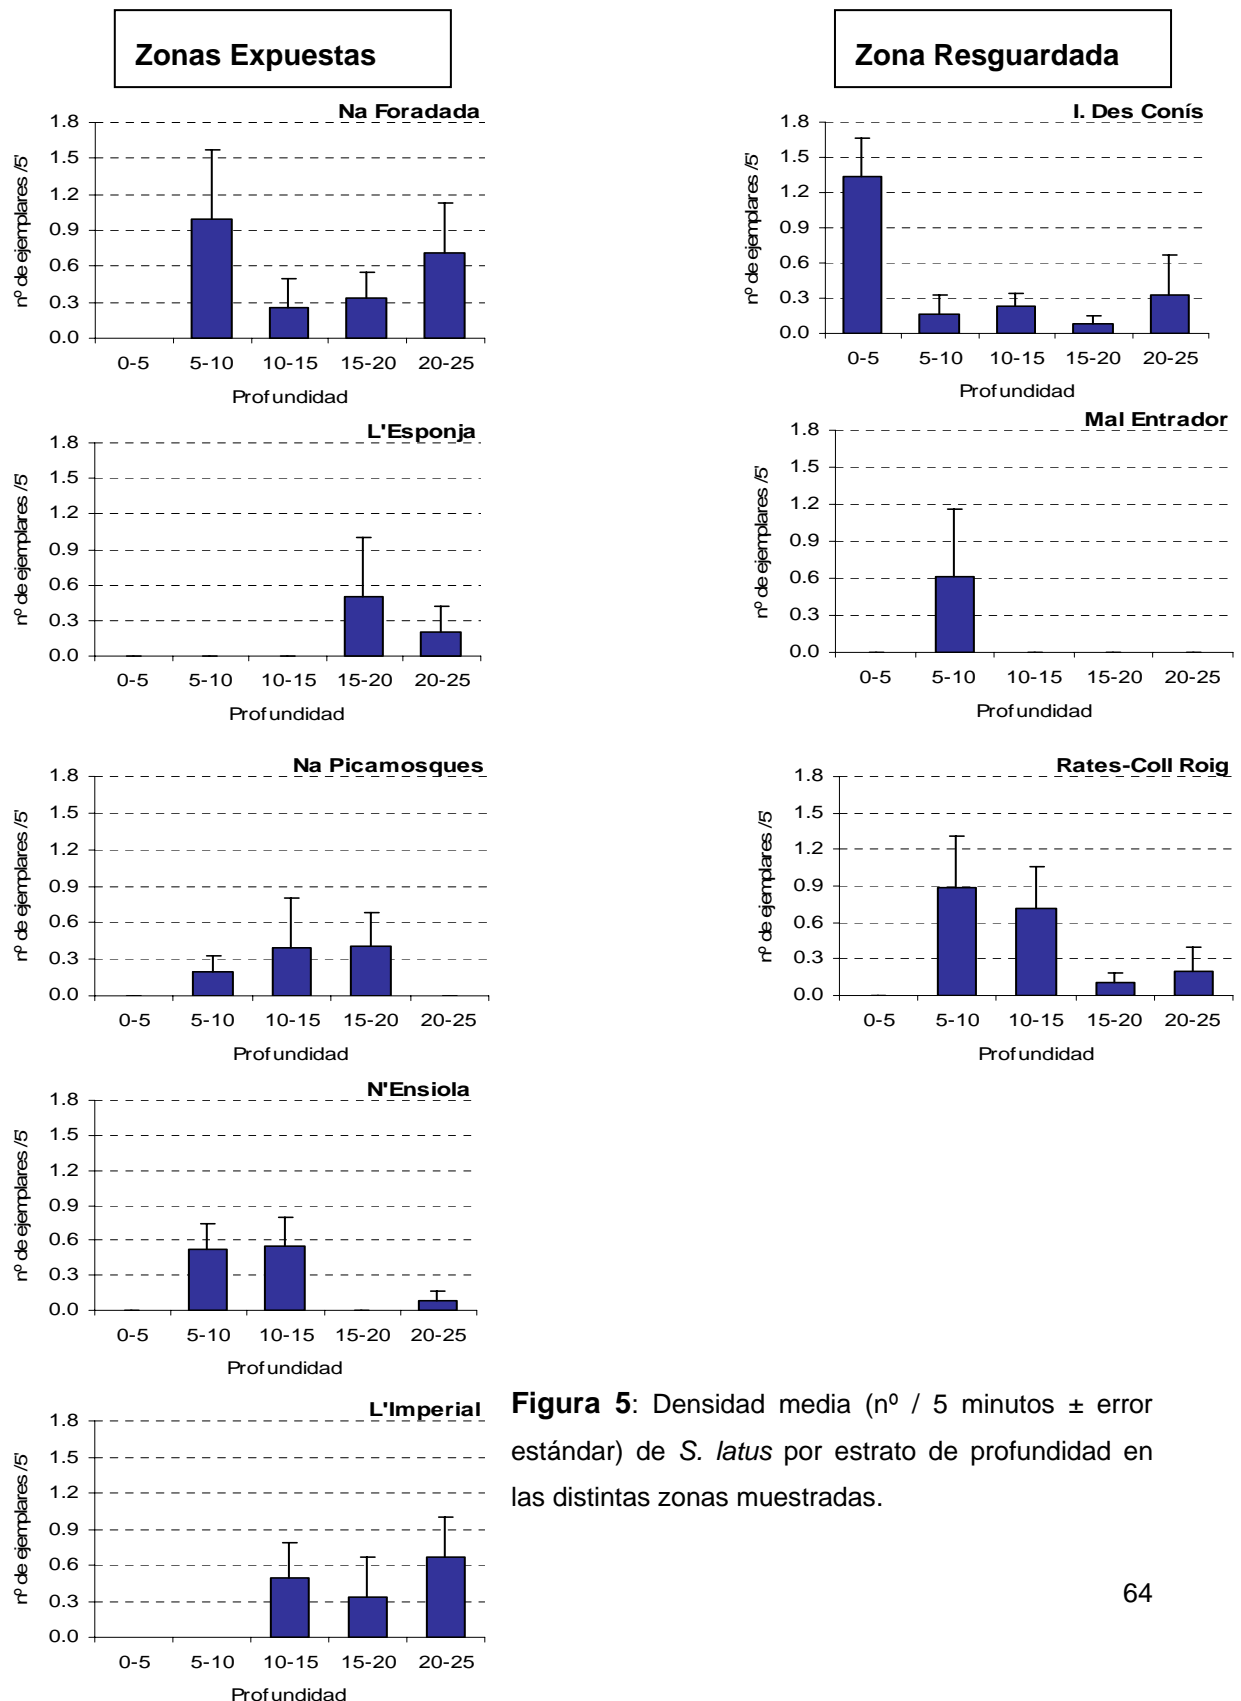 Zonas Expuestas
Zona Resguardada
Na Foradada
nº de ejemplares /5'
1.8
1.5
1.2
0.9
0.6
0.3
0.0
0-5 5-10 10-15 15-20 20-25
Profundidad
L'Esponja
nº de ejemplares /5'
1.8
1.5
1.2
0.9
0.6
0.3
0.0
0-5 5-10 10-15 15-20 20-25
Profundidad
Na Picamosques
nº de ejemplares /5'
1.8
1.5
1.2
0.9
0.6
0.3
0.0
0-5 5-10 10-15 15-20 20-25
Profundidad
N'Ensiola
nº de ejemplares /5'
1.8
1.5
1.2
0.9
0.6
0.3
0.0
0-5 5-10 10-15 15-20 20-25
Profundidad
L'Imperial
nº de ejemplares /5'
1.8
1.5
1.2
0.9
0.6
0.3
0.0
0-5 5-10 10-15 15-20 20-25
Profundidad
I. Des Conís
nº de ejemplares /5'
1.8
1.5
1.2
0.9
0.6
0.3
0.0
0-5 5-10 10-15 15-20 20-25
Profundidad
Mal Entrador
nº de ejemplares /5'
1.8
1.5
1.2
0.9
0.6
0.3
0.0
0-5 5-10 10-15 15-20 20-25
Profundidad
Rates-Coll Roig
nº de ejemplares /5'
1.8
1.5
1.2
0.9
0.6
0.3
0.0
0-5 5-10 10-15 15-20 20-25
Profundidad
Figura 5: Densidad media (nº / 5 minutos ± error
estándar) de S. latus por estrato de profundidad en
las distintas zonas muestradas.
64